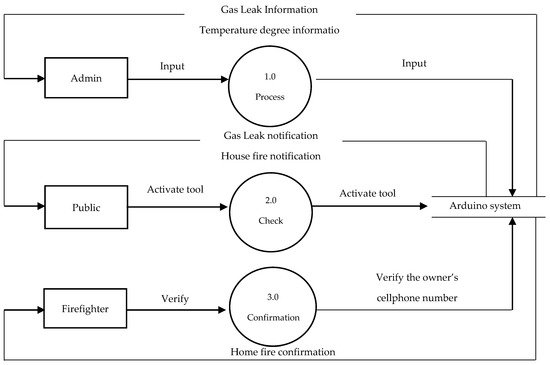 Gas Leak Information
Temperature degree informatio
Input
Input
Admin
1.0
Process
Gas Leak notification
House fire notification
Activate tool
Activate tool
Public
2.0
Check
Arduino system
Verify the owner's
cellphone number
Verify
Firefighter
3.0
Confirmation
Home fire confirmation